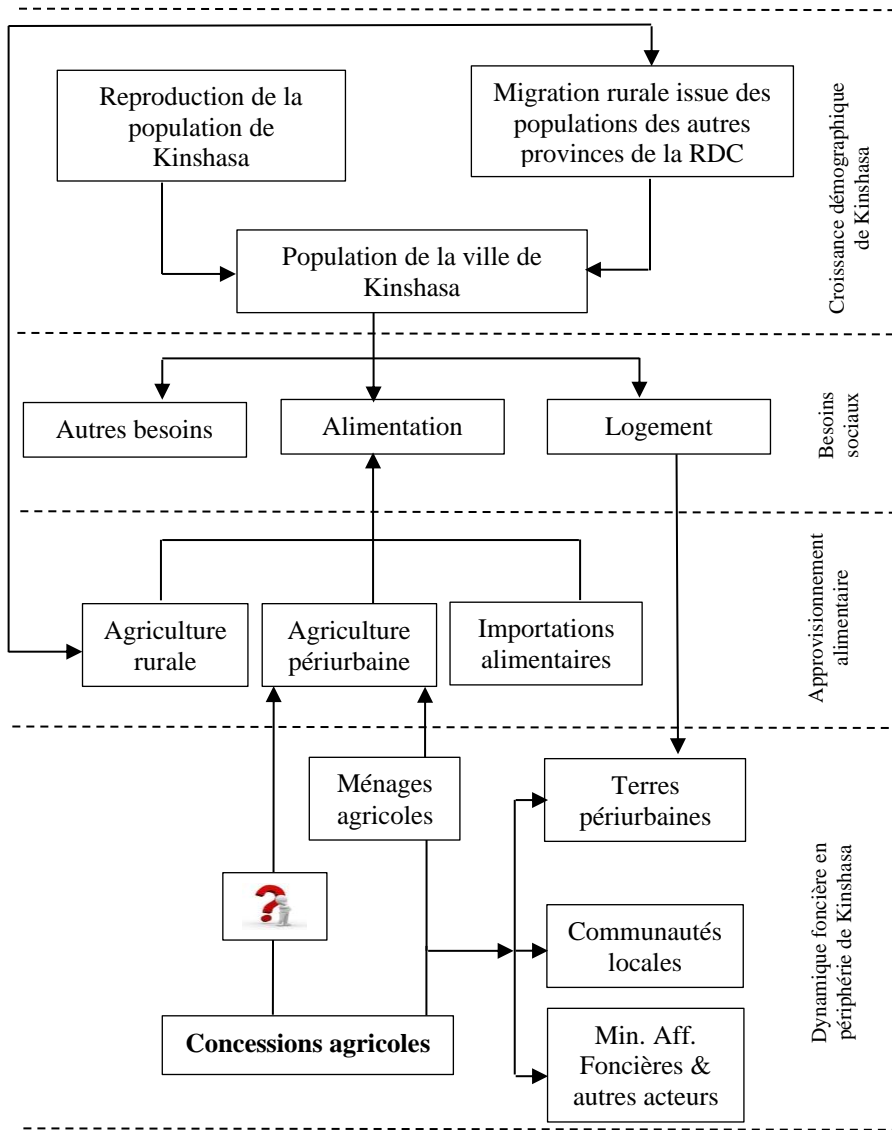 Reproduction de la
population de
Kinshasa
Migration rurale issue des
populations des autres
provinces de la RDC
Population de la ville de
Kinshasa
Croissance démographique
de Kinshasa
Autres besoins
Alimentation
Logement
Besoins
sociaux
Agriculture
rurale
Agriculture
périurbaine
Importations
alimentaires
Approvisionnement
alimentaire
Ménages
agricoles
Terres
périurbaines
?
Communautés
locales
Concessions agricoles
Min. Aff.
Foncières &
autres acteurs
Dynamique foncière en
périphérie de Kinshasa